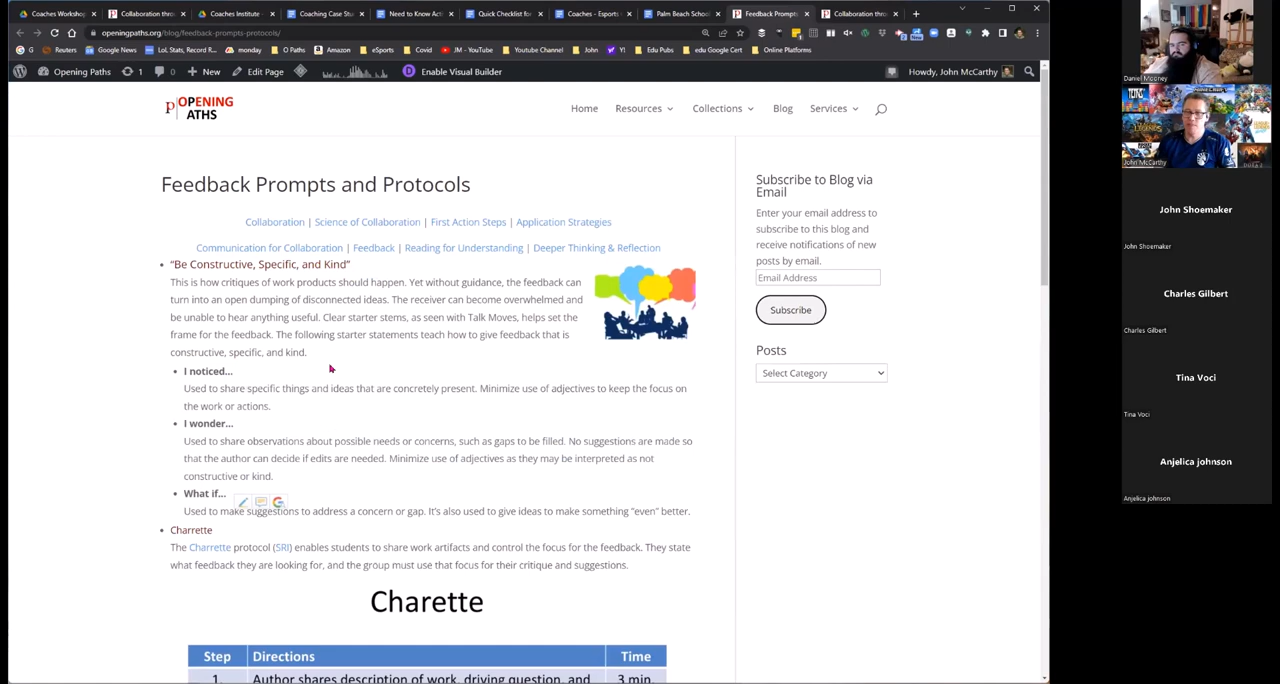 Coaches Workshop
Collaboration thro
Coaches Institute -
Coaching Case Stu
Need to Know Act
Quick Checklist for
Coaches - Esports
Palm Beach School
Feedback Prompts
Collaboration thro
openingpaths.org/blog/feedback-prompts-protocols/
G
Reuters
Google News
Lol. Stats, Record R...
monday
O Paths
Amazon
eSports
Covid
JM - YouTube
Youtube Channel
John
Y!
Edu Pubs
edu Google Cert
Online Platforms
Opening Paths
1
0
+ New
Edit Page
Enable Visual Builder
Howdy, John McCarthy
OPENING
P|ATHS
Home
Resources
Collections
Blog
Services
Feedback Prompts and Protocols
Collaboration | Science of Collaboration | First Action Steps | Application Strategies
Communication for Collaboration | Feedback | Reading for Understanding | Deeper Thinking & Reflection
• “Be Constructive, Specific, and Kind”
This is how critiques of work products should happen. Yet without guidance, the feedback can
turn into an open dumping of disconnected ideas. The receiver can become overwhelmed and
be unable to hear anything useful. Clear starter stems, as seen with Talk Moves, helps set the
frame for the feedback. The following starter statements teach how to give feedback that is
constructive, specific, and kind.
• I noticed...
Used to share specific things and ideas that are concretely present. Minimize use of adjectives to keep the focus on
the work or actions.
• I wonder...
Used to share observations about possible needs or concerns, such as gaps to be filled. No suggestions are made so
that the author can decide if edits are needed. Minimize use of adjectives as they may be interpreted as not
constructive or kind.
• What if...
Used to make suggestions to address a concern or gap. It’s also used to give ideas to make something “even” better.
• Charrette
The Charrette protocol (SRI) enables students to share work artifacts and control the focus for the feedback. They state
what feedback they are looking for, and the group must use that focus for their critique and suggestions.
Charette
Step Directions Time
1. Author shares description of work, driving question, and 3 min.
Subscribe to Blog via
Email
Enter your email address to
subscribe to this blog and
receive notifications of new
posts by email.
Email Address
Subscribe
Posts
Select Category
Daniel Mooney
John McCarthy
John Shoemaker
John Shoemaker
Charles Gilbert
Charles Gilbert
Tina Voci
Tina Voci
Anjelica johnson
Anjelica johnson